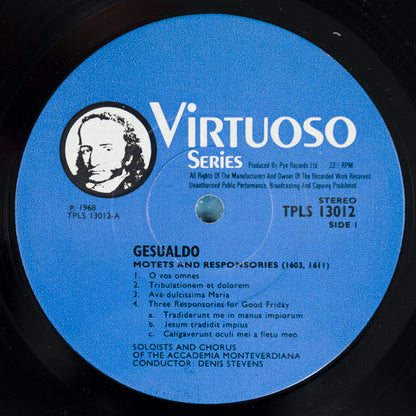 Virtuoso
Series
Produced by Pye Records Ltd 33⅓ RPM
All Rights Of The Manufacturers And Owner Of The Recorded Work Reserved
Unauthorised Public Performance, Broadcasting And Copying Prohibited.
STEREO
TPLS 13012
SIDE 1
℗ 1968
TPLS 13012-A
GESUALDO
MOTETS AND RESPONSORIES (1603, 1611)
1. O vos omnes
2. Tribulationem et dolorem
3. Ave dulcissima Maria
4. Three Responsories for Good Friday
a. Tradiderunt me in manus impiorum
b. Jesum tradidit impius
c. Caligaverunt oculi mei a fletu meo
SOLOISTS AND CHORUS
OF THE ACCADEMIA MONTEVERDIANA
CONDUCTOR: DENIS STEVENS